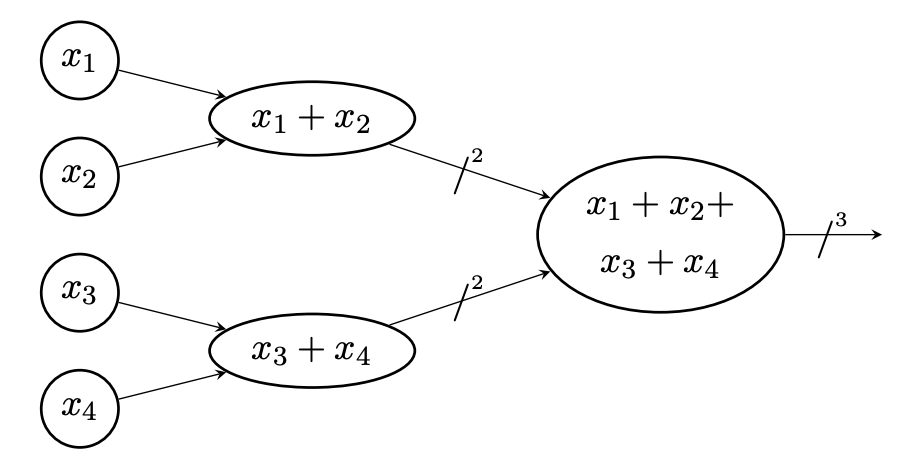 x₁
x₂
x₃
x₄
x₁ + x₂
x₃ + x₄
2
2
x₁ + x₂+
x₃ + x₄
3